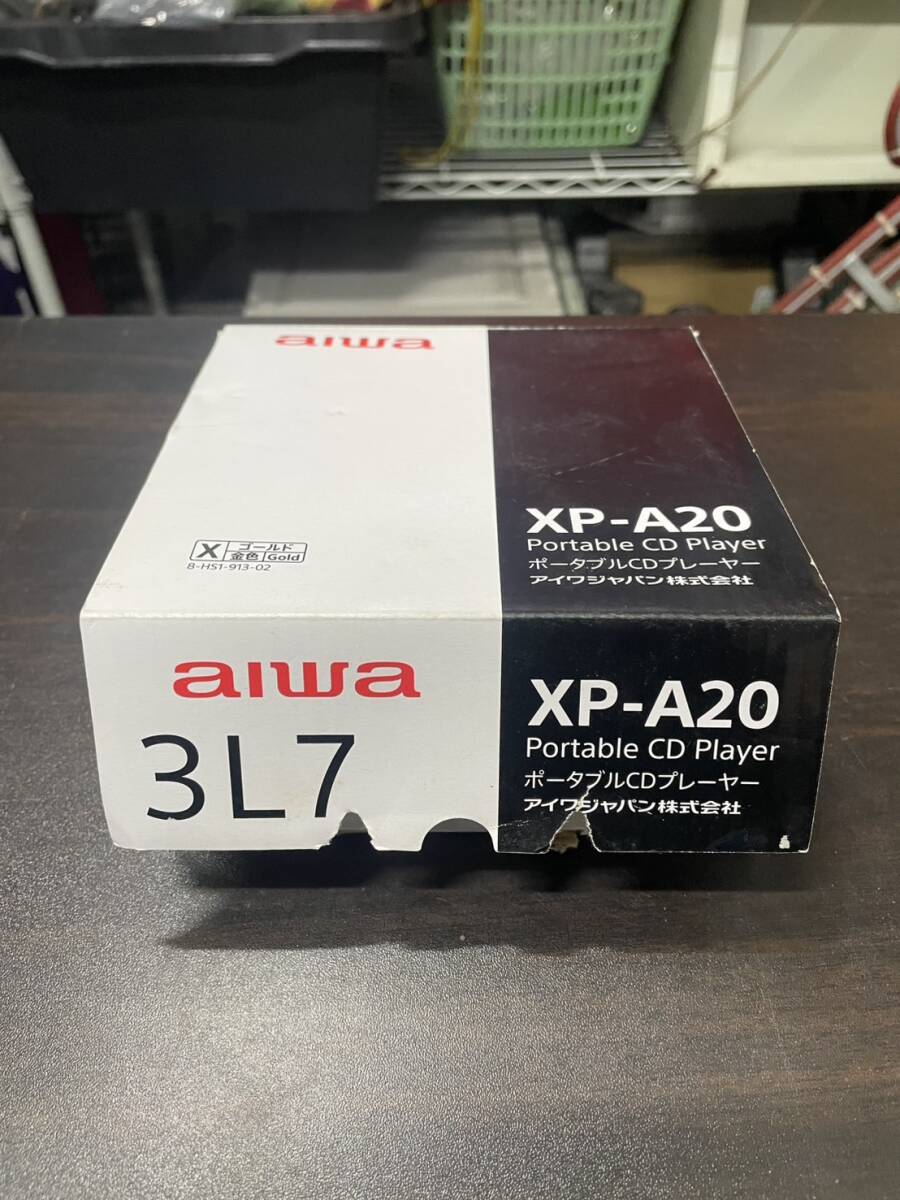 aiwa
XP-A20
Portable CD Player
ポータブルCDプレーヤー
アイワジャパン株式会社
X ゴールド
金色 Gold
8-HS1-913-02
aiwa
3L7
XP-A20
Portable CD Player
ポータブルCDプレーヤー
アイワジャパン株式会社